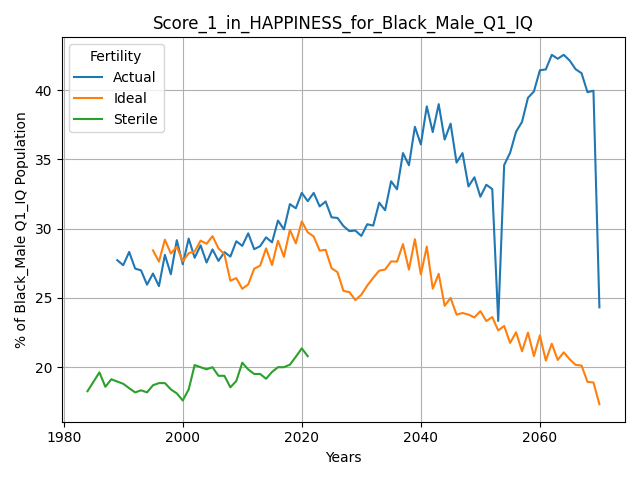 Score_1_in_HAPPINESS_for_Black_Male_Q1_IQ
Fertility
Actual
Ideal
Sterile
% of Black_Male Q1_IQ Population
40
35
30
25
20
1980
2000
2020
2040
2060
Years